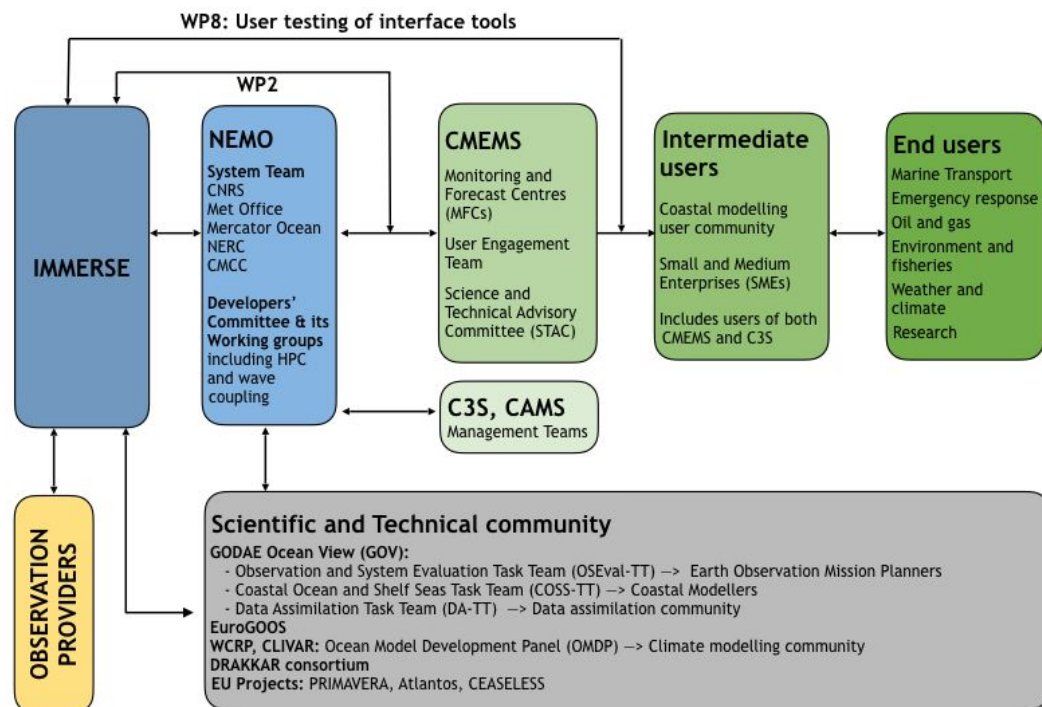 WP8: User testing of interface tools
WP2
IMMERSE
NEMO
System Team
CNRS
Met Office
Mercator Ocean
NERC
CMCC
Developers’
Committee & its
Working groups
including HPC
and wave
coupling
CMEMS
Monitoring and
Forecast Centres
(MFCs)
User Engagement
Team
Science and
Technical Advisory
Committee (STAC)
C3S, CAMS
Management Teams
Intermediate
users
Coastal modelling
user community
Small and Medium
Enterprises (SMEs)
Includes users of both
CMEMS and C3S
End users
Marine Transport
Emergency response
Oil and gas
Environment and
fisheries
Weather and
climate
Research
OBSERVATION
PROVIDERS
Scientific and Technical community
GODAE Ocean View (GOV):
- Observation and System Evaluation Task Team (OSEval-TT) —> Earth Observation Mission Planners
- Coastal Ocean and Shelf Seas Task Team (COSS-TT) —> Coastal Modellers
- Data Assimilation Task Team (DA-TT) —> Data assimilation community
EuroGOOS
WCRP, CLIVAR: Ocean Model Development Panel (OMDP) —> Climate modelling community
DRAKKAR consortium
EU Projects: PRIMAVERA, Atlantos, CEASELESS